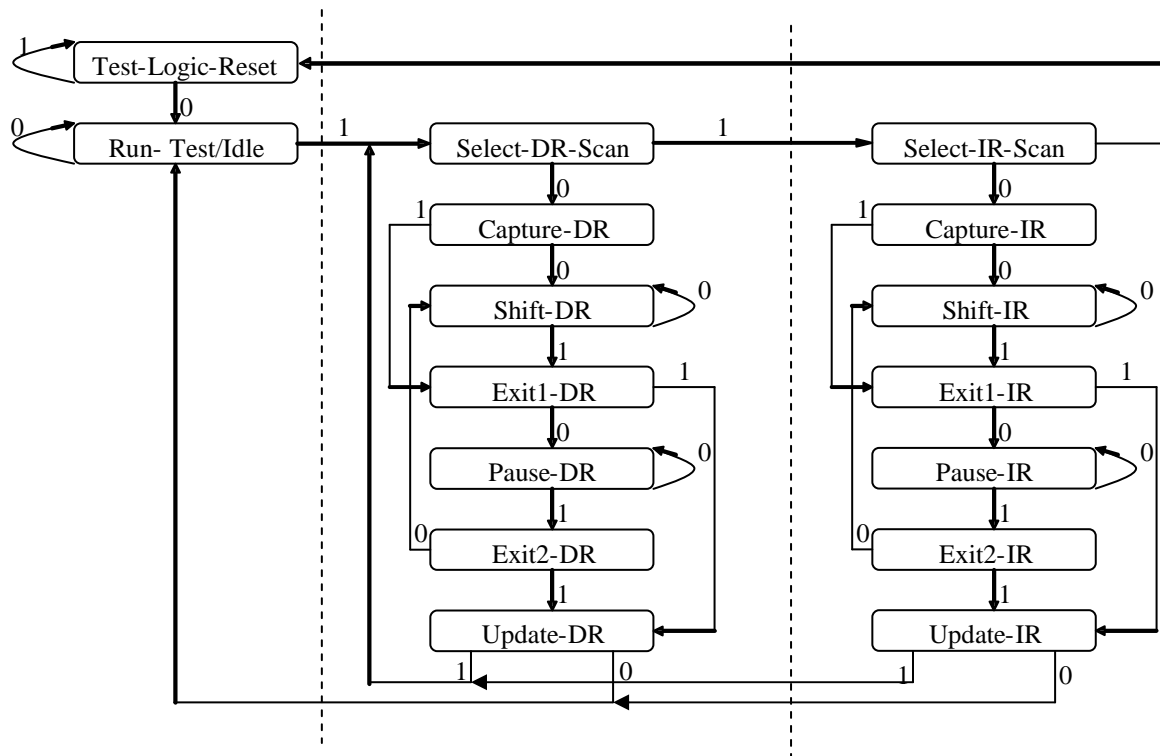 1
Test-Logic-Reset
0
0
Run- Test/Idle
1
Select-DR-Scan
1
Select-IR-Scan
0
0
1
Capture-DR
1
Capture-IR
0
0
Shift-DR
0
Shift-IR
0
1
1
Exit1-DR
1
Exit1-IR
1
0
0
Pause-DR
0
Pause-IR
0
1
1
0
Exit2-DR
0
Exit2-IR
1
1
Update-DR
Update-IR
1
0
1
0